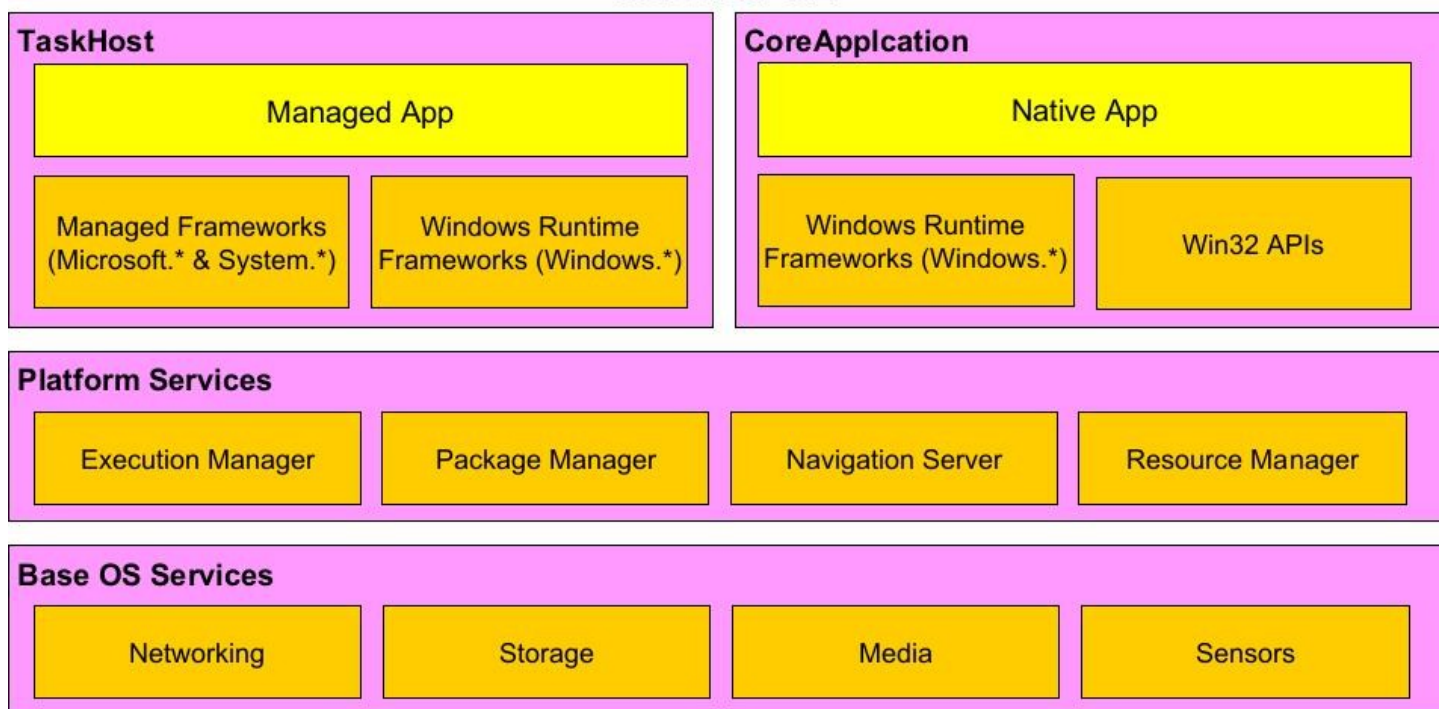 TaskHost
Managed App
Managed Frameworks
(Microsoft.* & System.*)
Windows Runtime
Frameworks (Windows.*)
CoreApplcation
Native App
Windows Runtime
Frameworks (Windows.*)
Win32 APIs
Platform Services
Execution Manager
Package Manager
Navigation Server
Resource Manager
Base OS Services
Networking
Storage
Media
Sensors